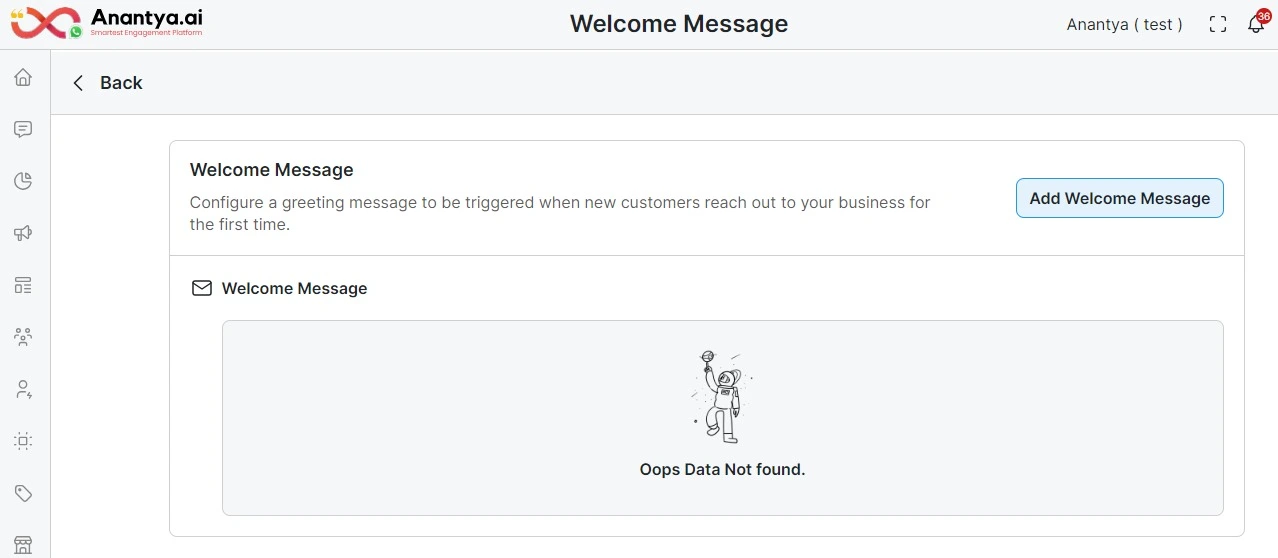 Anantya.ai
Smartest Engagement Platform
Welcome Message
Anantya ( test )
36
Back
Welcome Message
Configure a greeting message to be triggered when new customers reach out to your business for
the first time.
Add Welcome Message
Welcome Message
Oops Data Not found.